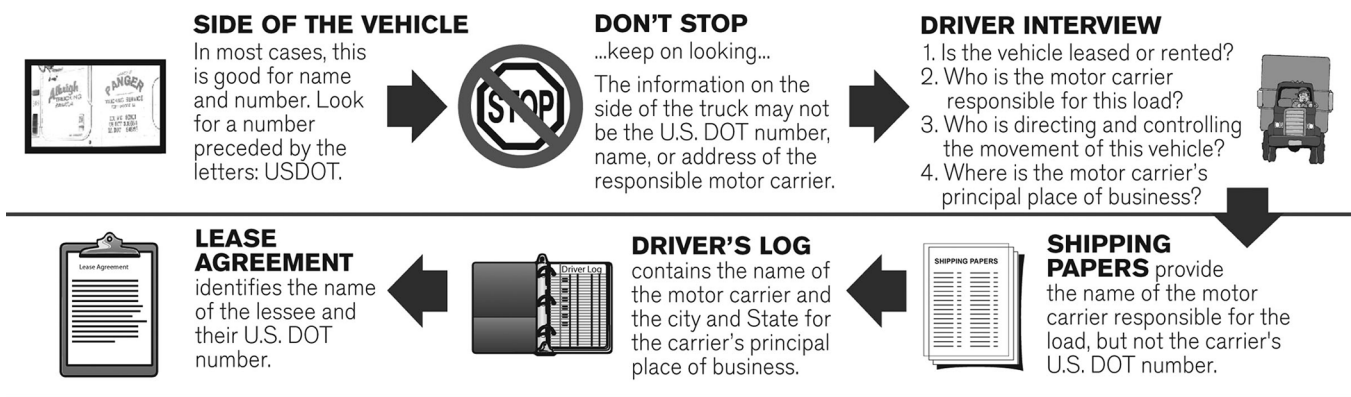 SIDE OF THE VEHICLE
In most cases, this
is good for name
and number. Look
for a number
preceded by the
letters: USDOT.
Albrigh
TRUCKING
PANGER
STOP
DON'T STOP
...keep on looking...
The information on the
side of the truck may not
be the U.S. DOT number,
name, or address of the
responsible motor carrier.
DRIVER INTERVIEW
1. Is the vehicle leased or rented?
2. Who is the motor carrier
responsible for this load?
3. Who is directing and controlling
the movement of this vehicle?
4. Where is the motor carrier's
principal place of business?
SHIPPING PAPERS
SHIPPING
PAPERS provide
the name of the motor
carrier responsible for the
load, but not the carrier's
U.S. DOT number.
Driver Log
DRIVER'S LOG
contains the name of
the motor carrier and
the city and State for
the carrier's principal
place of business.
Lease Agreement
LEASE
AGREEMENT
identifies the name
of the lessee and
their U.S. DOT
number.